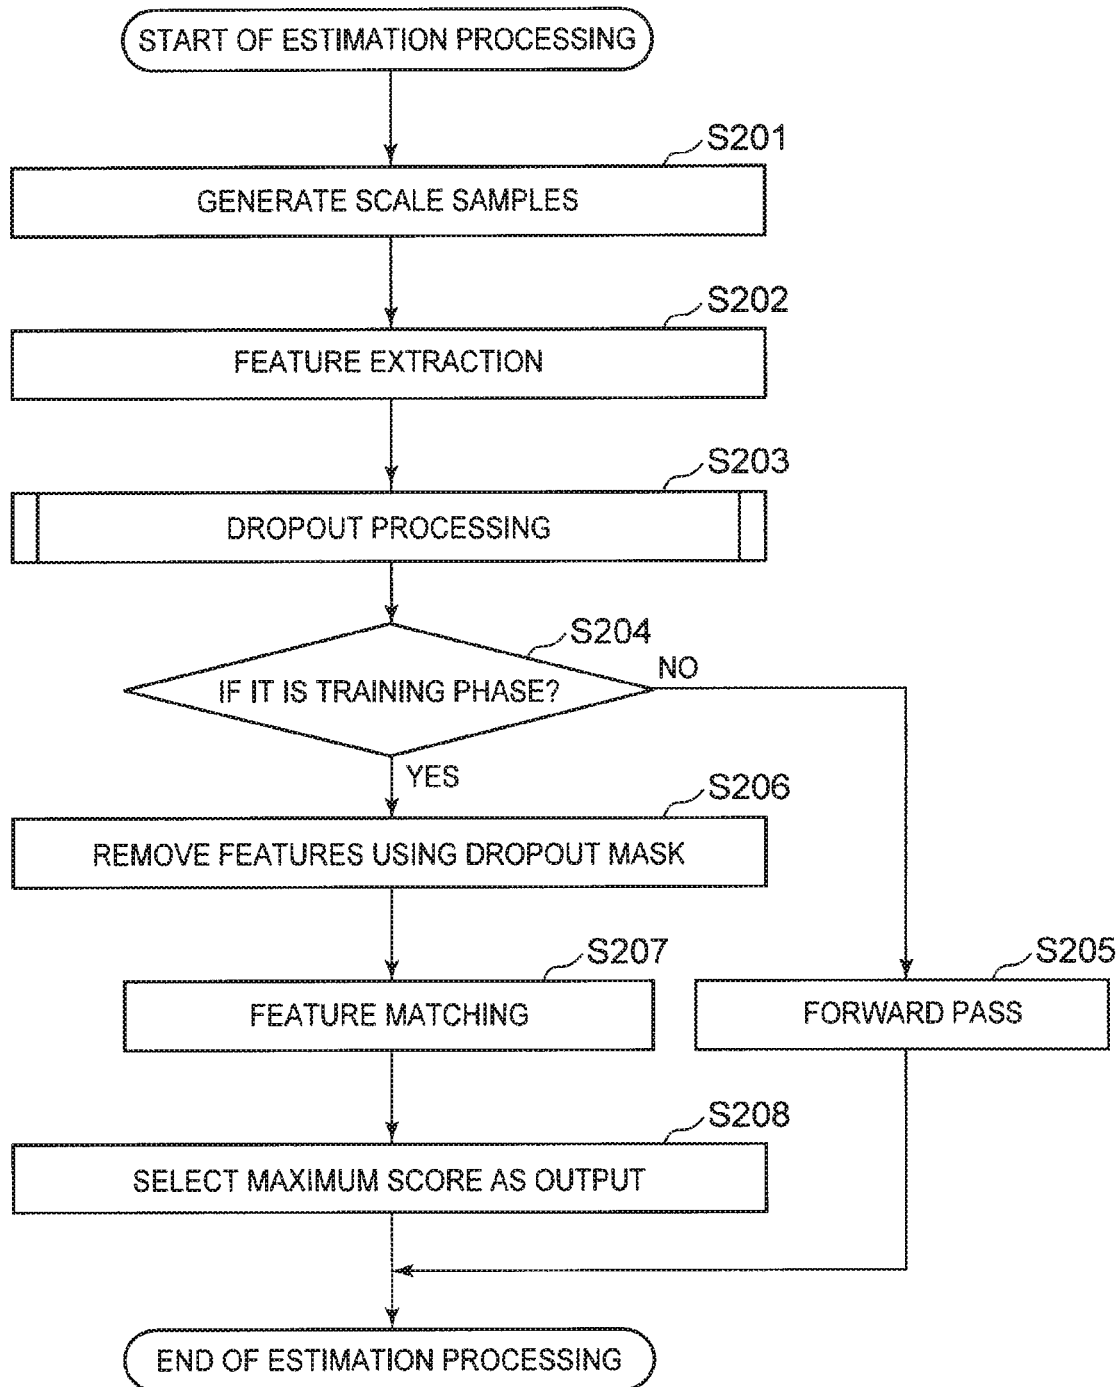 START OF ESTIMATION PROCESSING
S201
GENERATE SCALE SAMPLES
S202
FEATURE EXTRACTION
S203
DROPOUT PROCESSING
S204
IF IT IS TRAINING PHASE?
NO
YES
S206
REMOVE FEATURES USING DROPOUT MASK
S207
FEATURE MATCHING
S205
FORWARD PASS
S208
SELECT MAXIMUM SCORE AS OUTPUT
END OF ESTIMATION PROCESSING